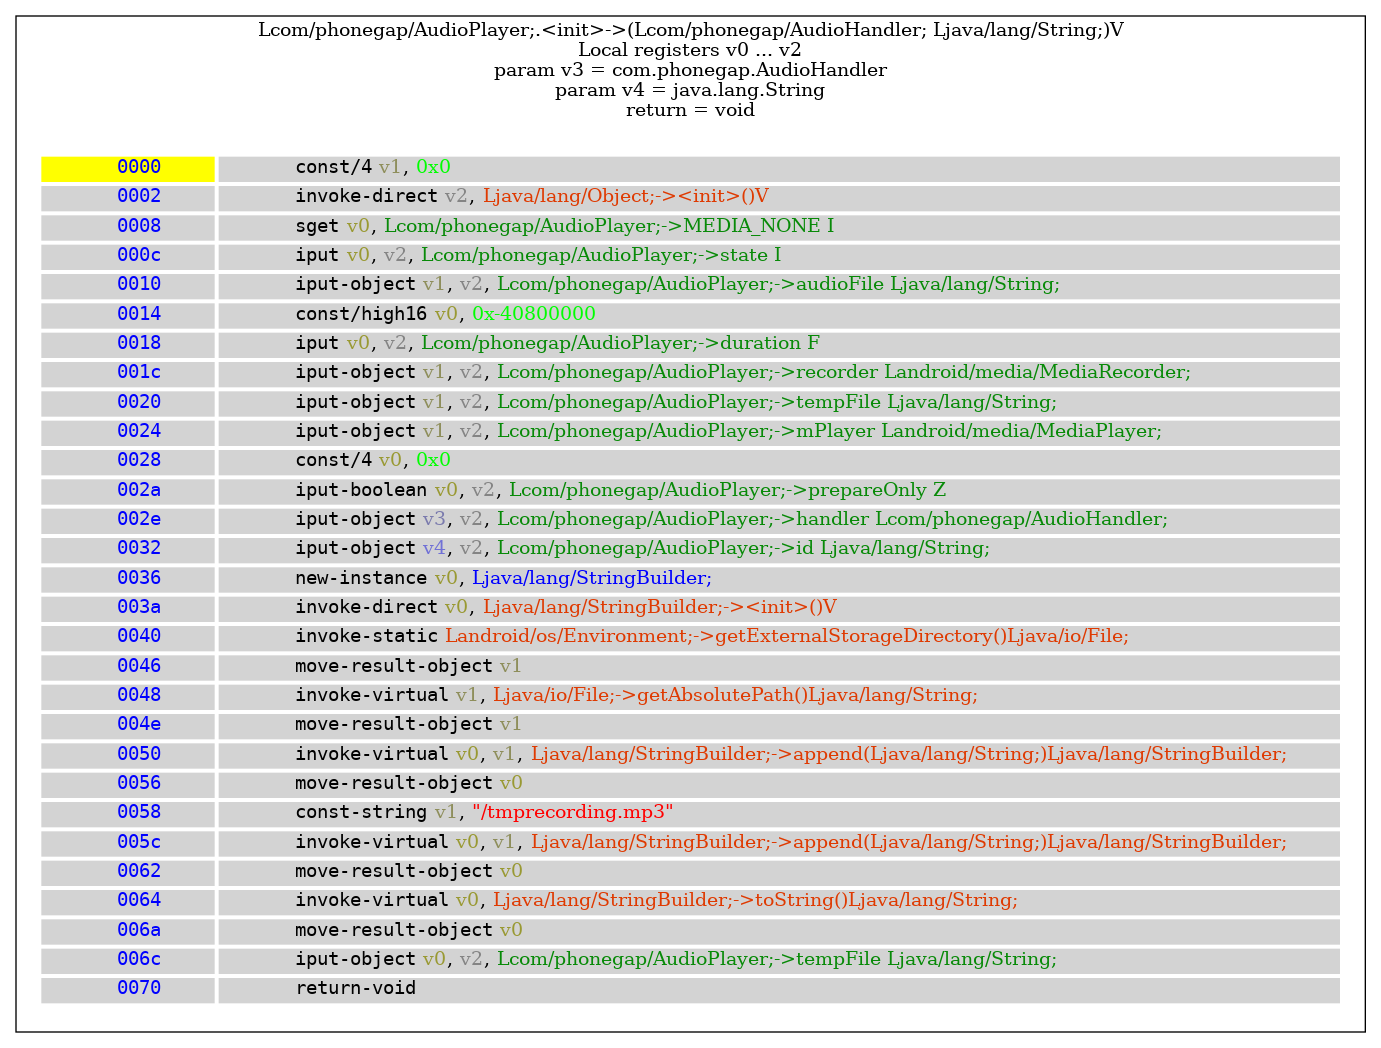 Lcom/phonegap/AudioPlayer;.<init>->(Lcom/phonegap/AudioHandler; Ljava/lang/String;)V
Local registers v0 ... v2
param v3 = com.phonegap.AudioHandler
param v4 = java.lang.String
return = void
0000 const/4 v1, 0x0
0002 invoke-direct v2, Ljava/lang/Object;-><init>()V
0008 sget v0, Lcom/phonegap/AudioPlayer;->MEDIA_NONE I
000c iput v0, v2, Lcom/phonegap/AudioPlayer;->state I
0010 iput-object v1, v2, Lcom/phonegap/AudioPlayer;->audioFile Ljava/lang/String;
0014 const/high16 v0, 0x-40800000
0018 iput v0, v2, Lcom/phonegap/AudioPlayer;->duration F
001c iput-object v1, v2, Lcom/phonegap/AudioPlayer;->recorder Landroid/media/MediaRecorder;
0020 iput-object v1, v2, Lcom/phonegap/AudioPlayer;->tempFile Ljava/lang/String;
0024 iput-object v1, v2, Lcom/phonegap/AudioPlayer;->mPlayer Landroid/media/MediaPlayer;
0028 const/4 v0, 0x0
002a iput-boolean v0, v2, Lcom/phonegap/AudioPlayer;->prepareOnly Z
002e iput-object v3, v2, Lcom/phonegap/AudioPlayer;->handler Lcom/phonegap/AudioHandler;
0032 iput-object v4, v2, Lcom/phonegap/AudioPlayer;->id Ljava/lang/String;
0036 new-instance v0, Ljava/lang/StringBuilder;
003a invoke-direct v0, Ljava/lang/StringBuilder;-><init>()V
0040 invoke-static Landroid/os/Environment;->getExternalStorageDirectory()Ljava/io/File;
0046 move-result-object v1
0048 invoke-virtual v1, Ljava/io/File;->getAbsolutePath()Ljava/lang/String;
004e move-result-object v1
0050 invoke-virtual v0, v1, Ljava/lang/StringBuilder;->append(Ljava/lang/String;)Ljava/lang/StringBuilder;
0056 move-result-object v0
0058 const-string v1, "/tmprecording.mp3"
005c invoke-virtual v0, v1, Ljava/lang/StringBuilder;->append(Ljava/lang/String;)Ljava/lang/StringBuilder;
0062 move-result-object v0
0064 invoke-virtual v0, Ljava/lang/StringBuilder;->toString()Ljava/lang/String;
006a move-result-object v0
006c iput-object v0, v2, Lcom/phonegap/AudioPlayer;->tempFile Ljava/lang/String;
0070 return-void